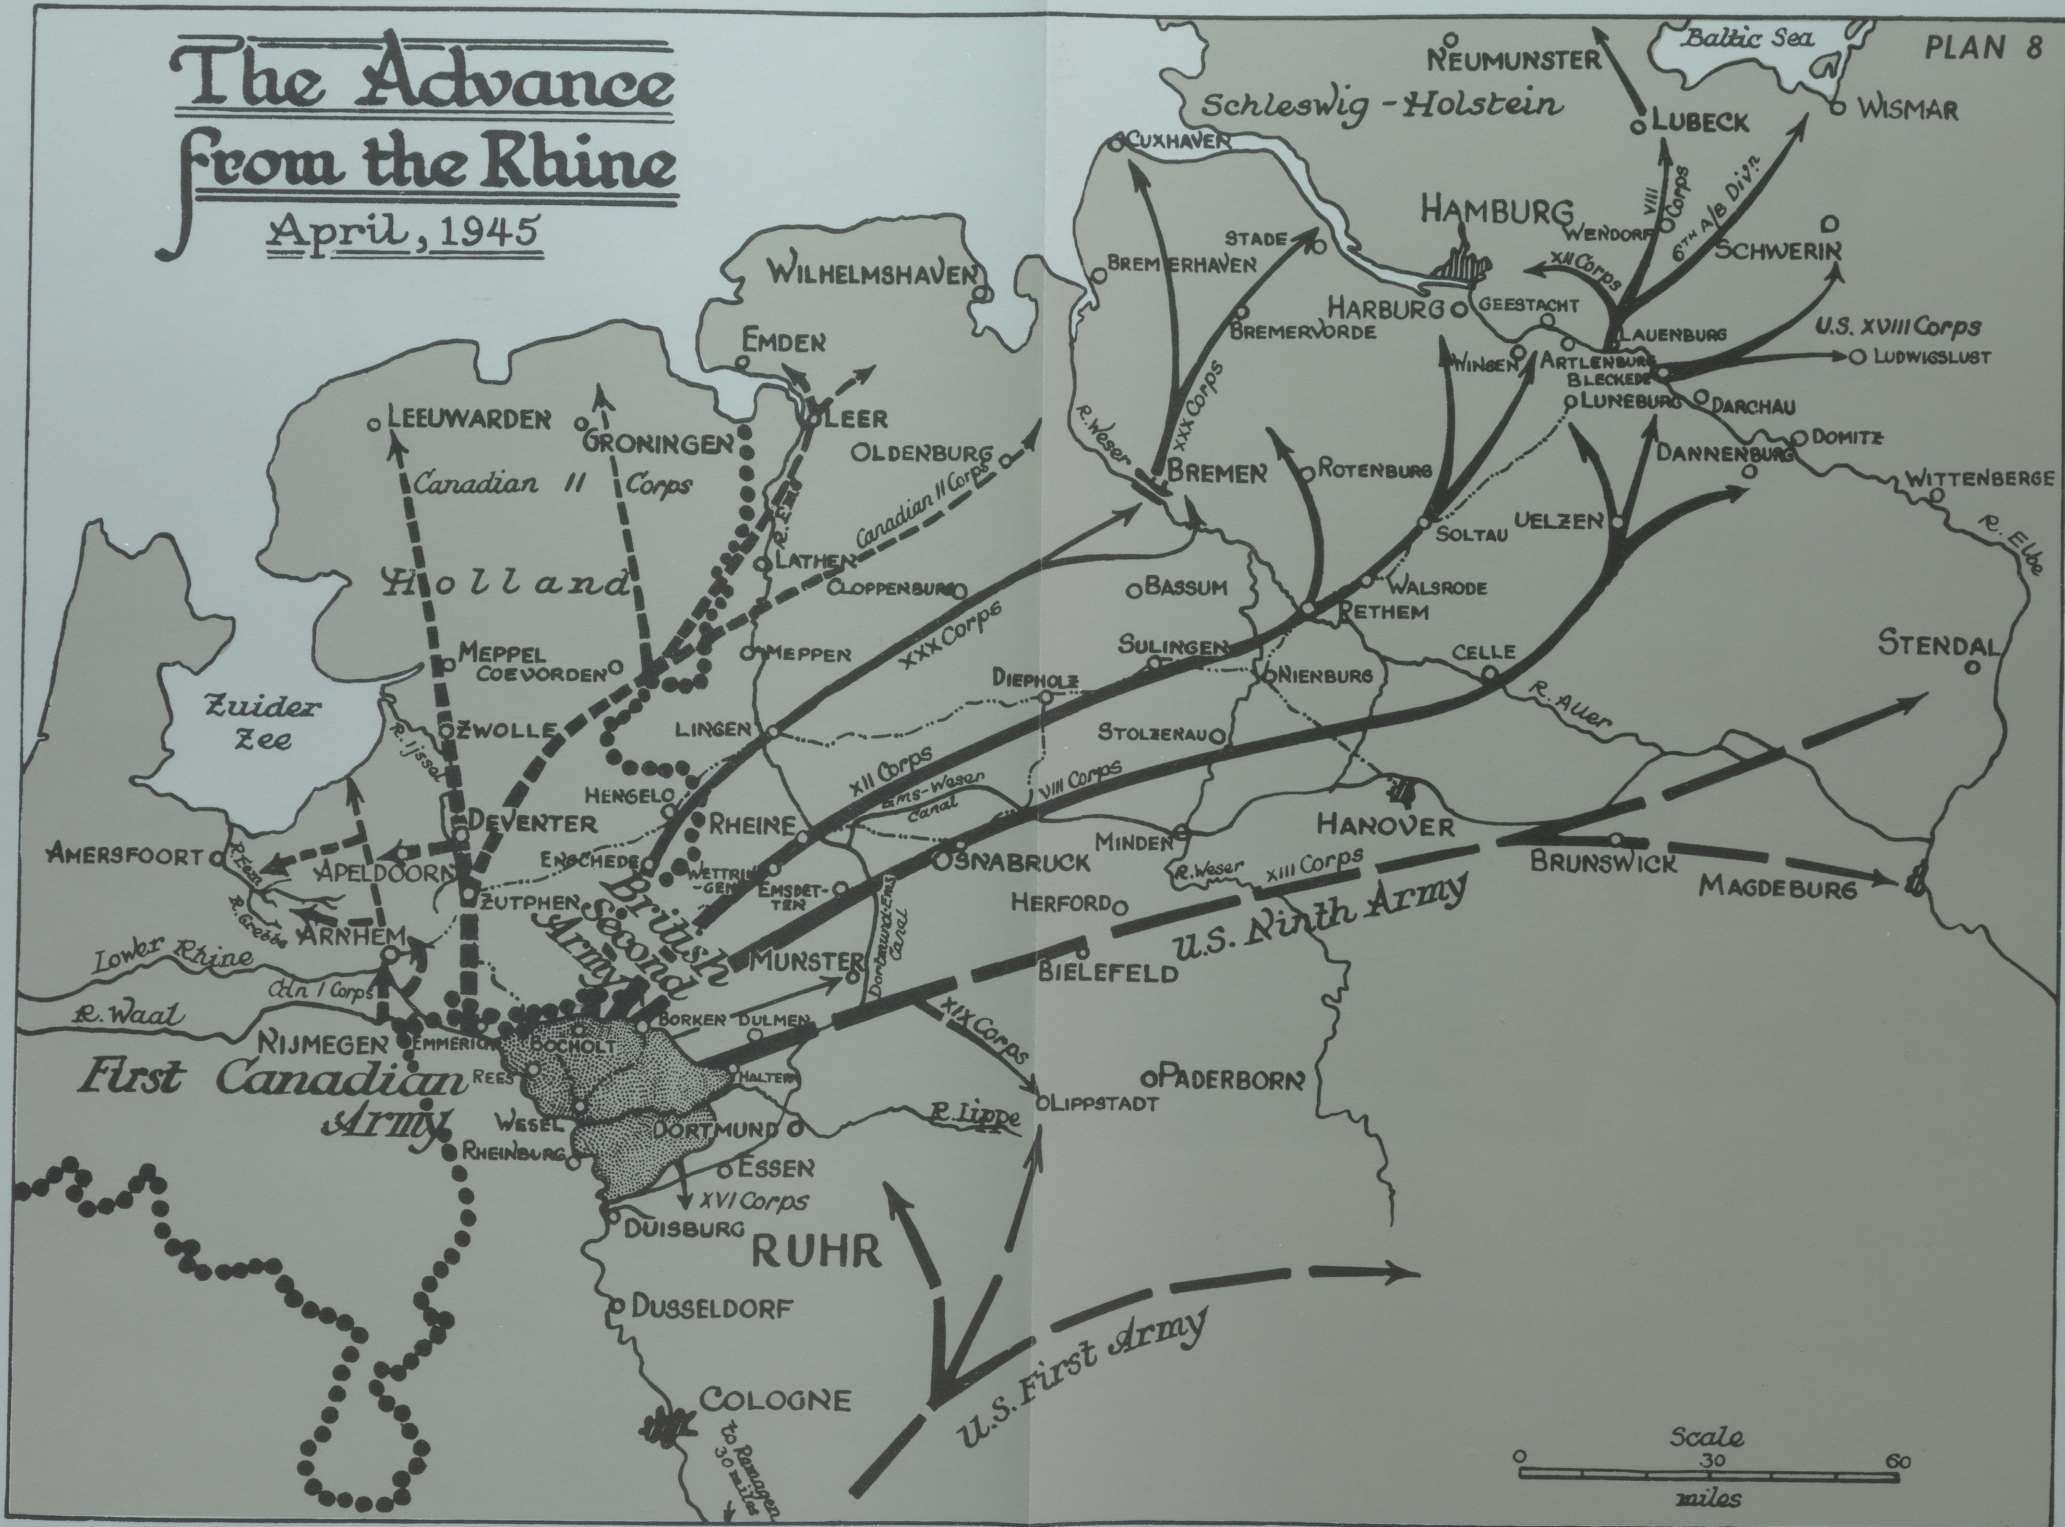 The Advance
from the Rhine
April, 1945
PLAN 8
Baltic Sea
NEUMUNSTER
Schleswig - Holstein
LUBECK
WISMAR
CUXHAVEN
HAMBURG
WENDORF
VIII
Corps
6TH A/B Div'n
SCHWERIN
STADE
BREMERHAVEN
XII Corps
WILHELMSHAVEN
HARBURG
GEESTACHT
BREMERVORDE
LAUENBURG
U.S. XVIII Corps
EMDEN
WINSEN
ARTLENBURG
LUDWIGSLUST
BLECKEDE
LUNEBURG
DARCHAU
LEEUWARDEN
GRONINGEN
LEER
R. Weser
XXX Corps
OLDENBURG
DOMITZ
DANNENBURG
Canadian II Corps
Canadian II Corps
BREMEN
ROTENBURG
WITTENBERGE
R. Elbe
R. Ems
SOLTAU
UELZEN
LATHEN
Holland
CLOPPENBURG
BASSUM
WALSRODE
RETHEM
XXX Corps
MEPPEL
COEVORDEN
MEPPEN
SULINGEN
CELLE
STENDAL
NIENBURG
DIEPHOLZ
R. Aller
Zuider
Zee
R. Ijssel
ZWOLLE
LINGEN
STOLZENAU
XII Corps
Ems-Weser
Canal
VIII Corps
HENGELO
DEVENTER
RHEINE
MINDEN
HANOVER
AMERSFOORT
R. Eem
APELDOORN
ENSCHEDE
WETTRIN
-GEN
EMSDET-
TEN
OSNABRUCK
R. Weser
XIII Corps
BRUNSWICK
MAGDEBURG
ZUTPHEN
British
Second
Army
HERFORD
U.S. Ninth Army
R. Grebbe
ARNHEM
Dortmund-Ems
Canal
Lower Rhine
MUNSTER
BIELEFELD
Cdn I Corps
R. Waal
NIJMEGEN
EMMERICH
BOCHOLT
BORKEN
DULMEN
XIX Corps
First Canadian
Army
REES
HALTERN
PADERBORN
LIPPSTADT
WESEL
DORTMUND
R. Lippe
RHEINBURG
ESSEN
XVI Corps
DUISBURG
RUHR
DUSSELDORF
U.S. First Army
COLOGNE
to Remagen
30 miles
Scale
0 30 60
miles